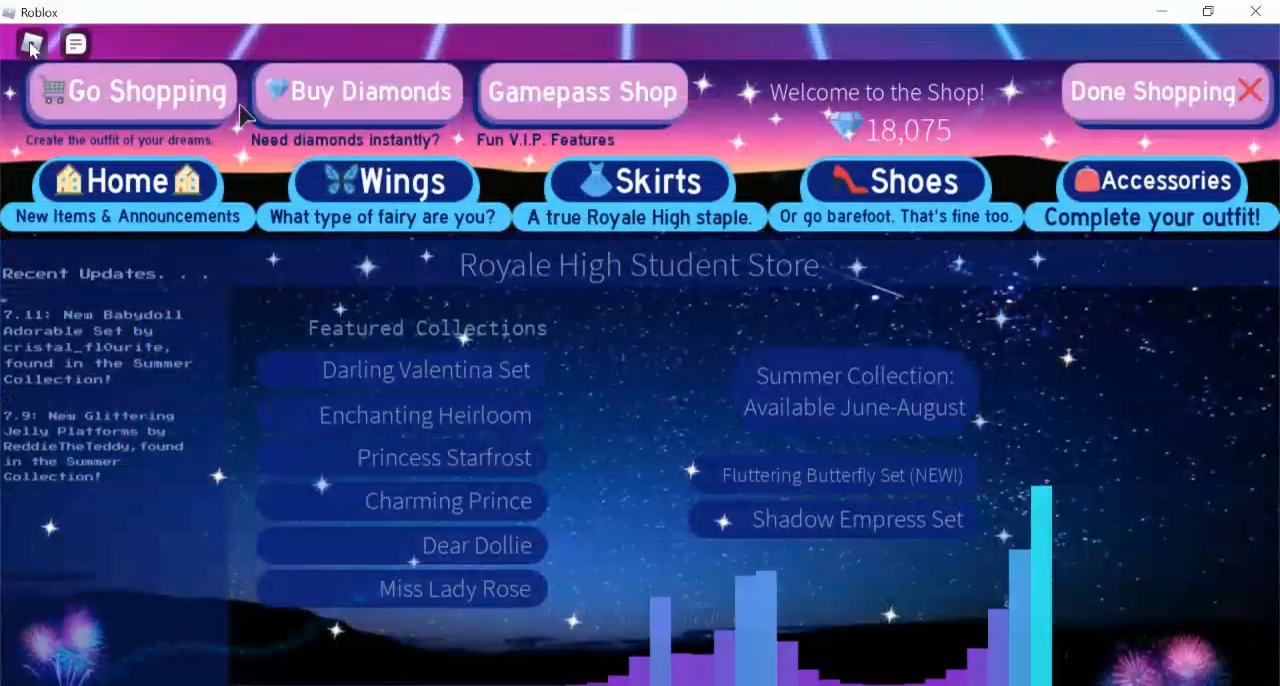 Roblox
Go Shopping
Buy Diamonds
Gamepass Shop
Welcome to the Shop!
18,075
Done Shopping
Create the outfit of your dreams.
Need diamonds instantly?
Fun V.I.P. Features
Home
Wings
Skirts
Shoes
Accessories
New Items & Announcements
What type of fairy are you?
A true Royale High staple.
Or go barefoot. That's fine too.
Complete your outfit!
Royale High Student Store
Recent Updates. . .
7.11: New Babydoll
Adorable Set by
cristal_fl0urite,
found in the Summer
Collection!
7.9: New Glittering
Jelly Platforms by
ReddieTheTeddy,found
in the Summer
Collection!
Featured Collections
Darling Valentina Set
Enchanting Heirloom
Princess Starfrost
Charming Prince
Dear Dollie
Miss Lady Rose
Summer Collection:
Available June-August
Fluttering Butterfly Set (NEW!)
Shadow Empress Set